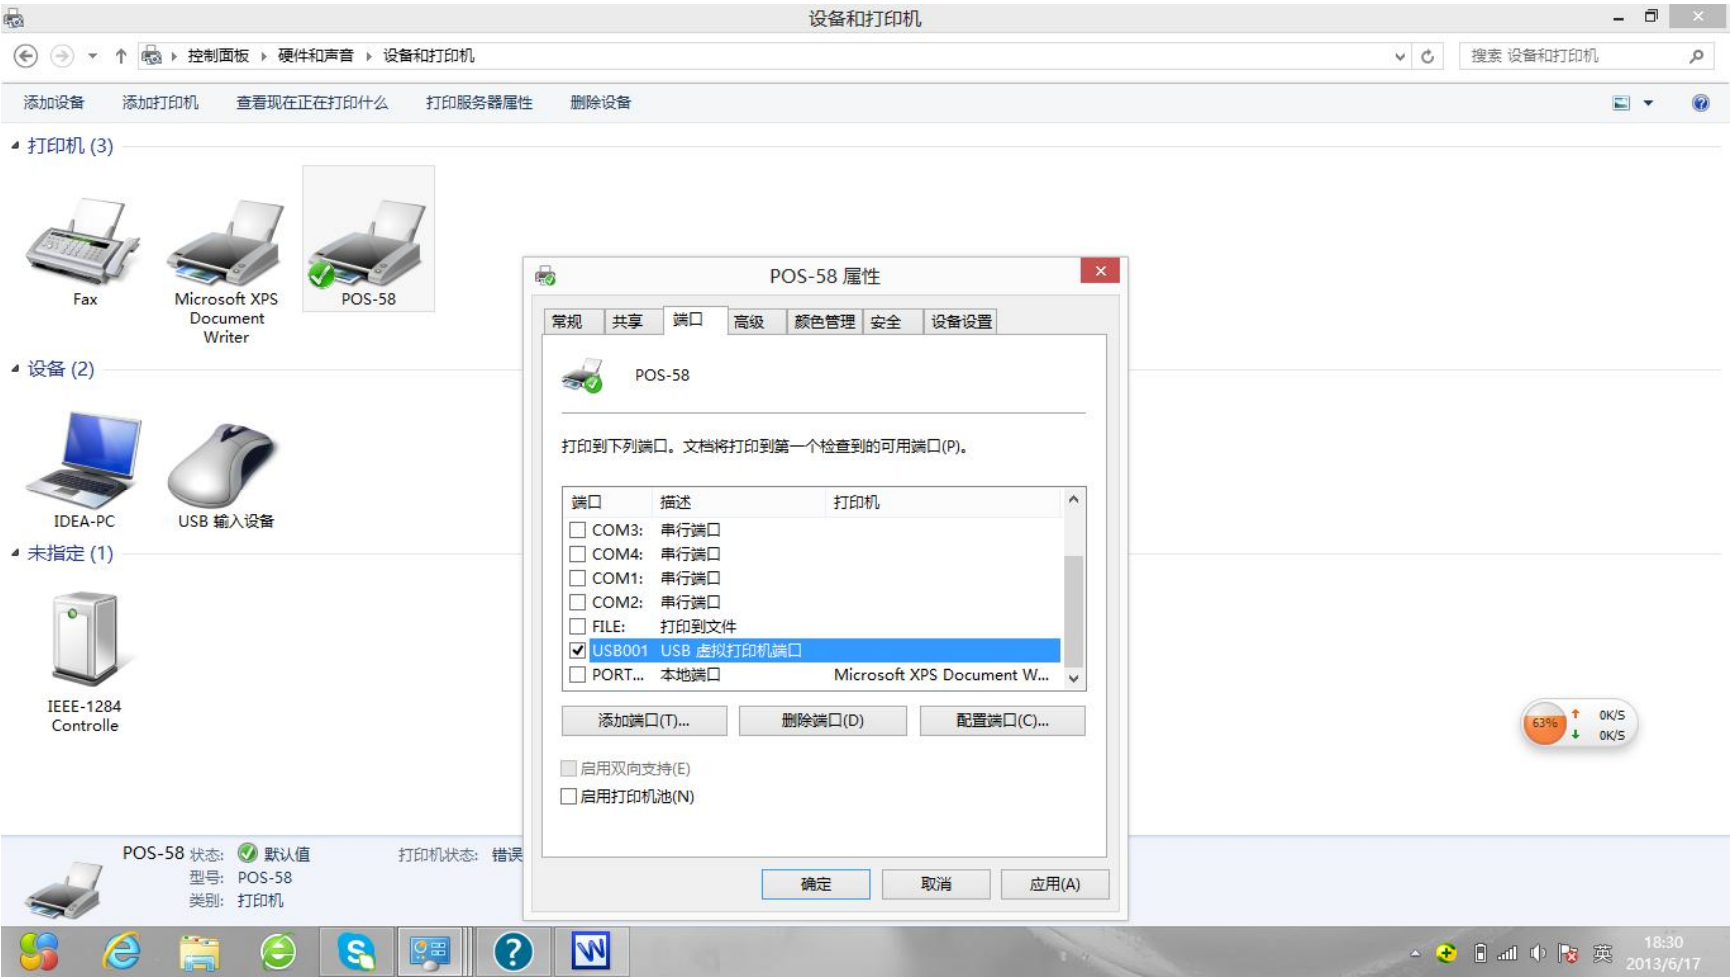 设备和打印机
控制面板 硬件和声音 设备和打印机
搜索 设备和打印机
添加设备 添加打印机 查看现在正在打印什么 打印服务器属性 删除设备
打印机 (3)
Fax
Microsoft XPS
Document
Writer
POS-58
设备 (2)
IDEA-PC
USB 输入设备
未指定 (1)
IEEE-1284
Controlle
POS-58 属性
常规 共享 端口 高级 颜色管理 安全 设备设置
POS-58
打印到下列端口。文档将打印到第一个检查到的可用端口(P)。
端口 描述 打印机
COM3: 串行端口
COM4: 串行端口
COM1: 串行端口
COM2: 串行端口
FILE: 打印到文件
USB001 USB 虚拟打印机端口
PORT... 本地端口 Microsoft XPS Document W...
添加端口(T)... 删除端口(D) 配置端口(C)...
启用双向支持(E)
启用打印机池(N)
确定 取消 应用(A)
63% 0K/S
0K/S
POS-58 状态: 默认值 打印机状态: 错误
型号: POS-58
类别: 打印机
英
18:30
2013/6/17